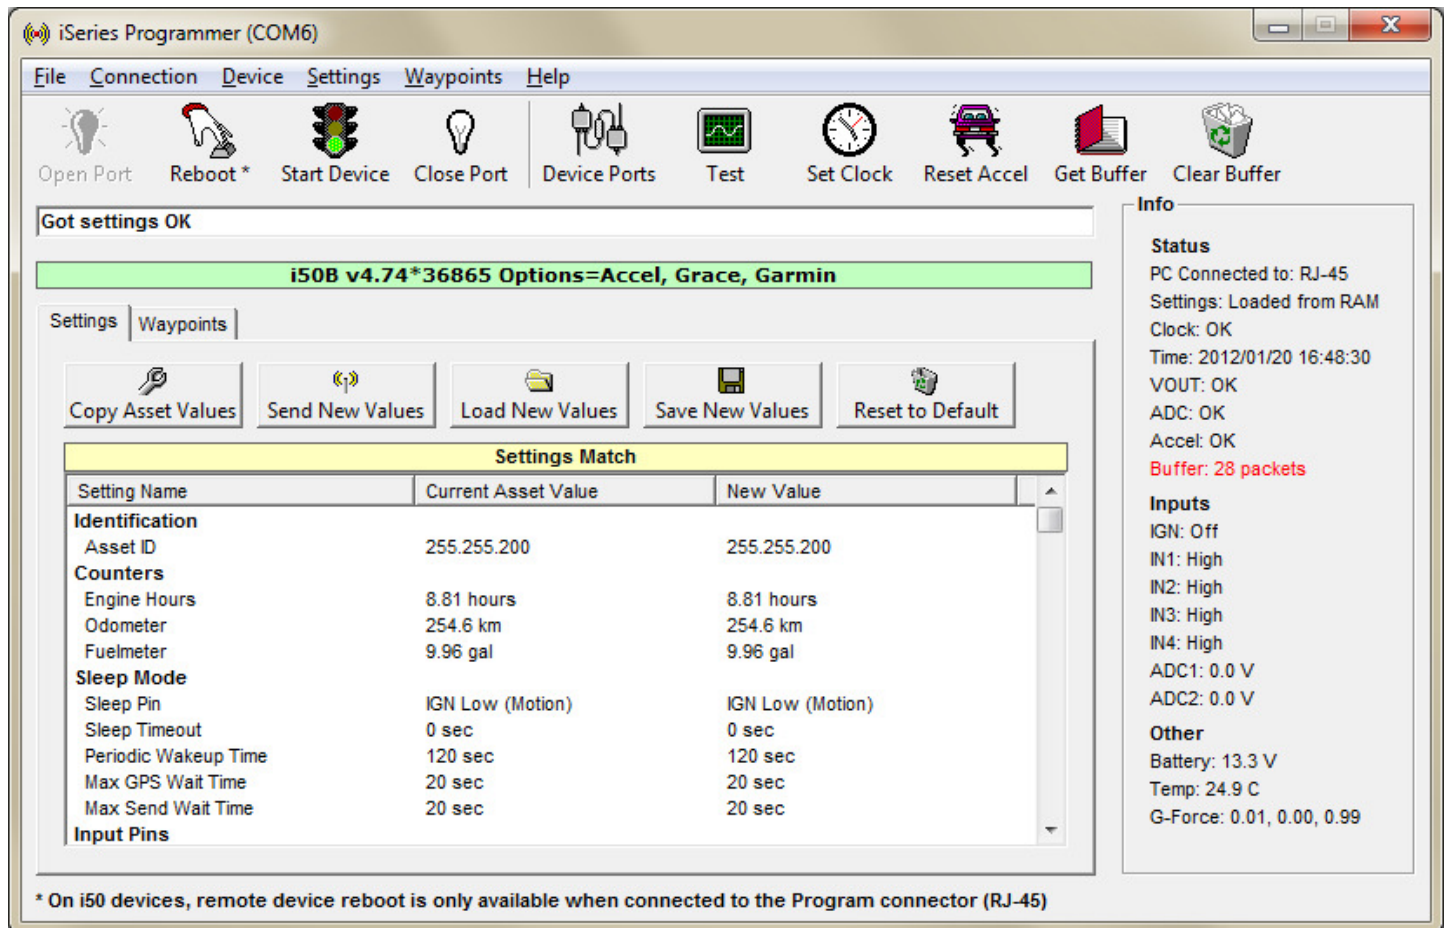 iSeries Programmer (COM6)
File Connection Device Settings Waypoints Help
Open Port Reboot * Start Device Close Port Device Ports Test Set Clock Reset Accel Get Buffer Clear Buffer
Got settings OK
i50B v4.74*36865 Options=Accel, Grace, Garmin
Settings Waypoints
Copy Asset Values Send New Values Load New Values Save New Values Reset to Default
Settings Match
Setting Name Current Asset Value New Value
Identification
Asset ID 255.255.200 255.255.200
Counters
Engine Hours 8.81 hours 8.81 hours
Odometer 254.6 km 254.6 km
Fuelmeter 9.96 gal 9.96 gal
Sleep Mode
Sleep Pin IGN Low (Motion) IGN Low (Motion)
Sleep Timeout 0 sec 0 sec
Periodic Wakeup Time 120 sec 120 sec
Max GPS Wait Time 20 sec 20 sec
Max Send Wait Time 20 sec 20 sec
Input Pins
Info
Status
PC Connected to: RJ-45
Settings: Loaded from RAM
Clock: OK
Time: 2012/01/20 16:48:30
VOUT: OK
ADC: OK
Accel: OK
Buffer: 28 packets
Inputs
IGN: Off
IN1: High
IN2: High
IN3: High
IN4: High
ADC1: 0.0 V
ADC2: 0.0 V
Other
Battery: 13.3 V
Temp: 24.9 C
G-Force: 0.01, 0.00, 0.99
* On i50 devices, remote device reboot is only available when connected to the Program connector (RJ-45)